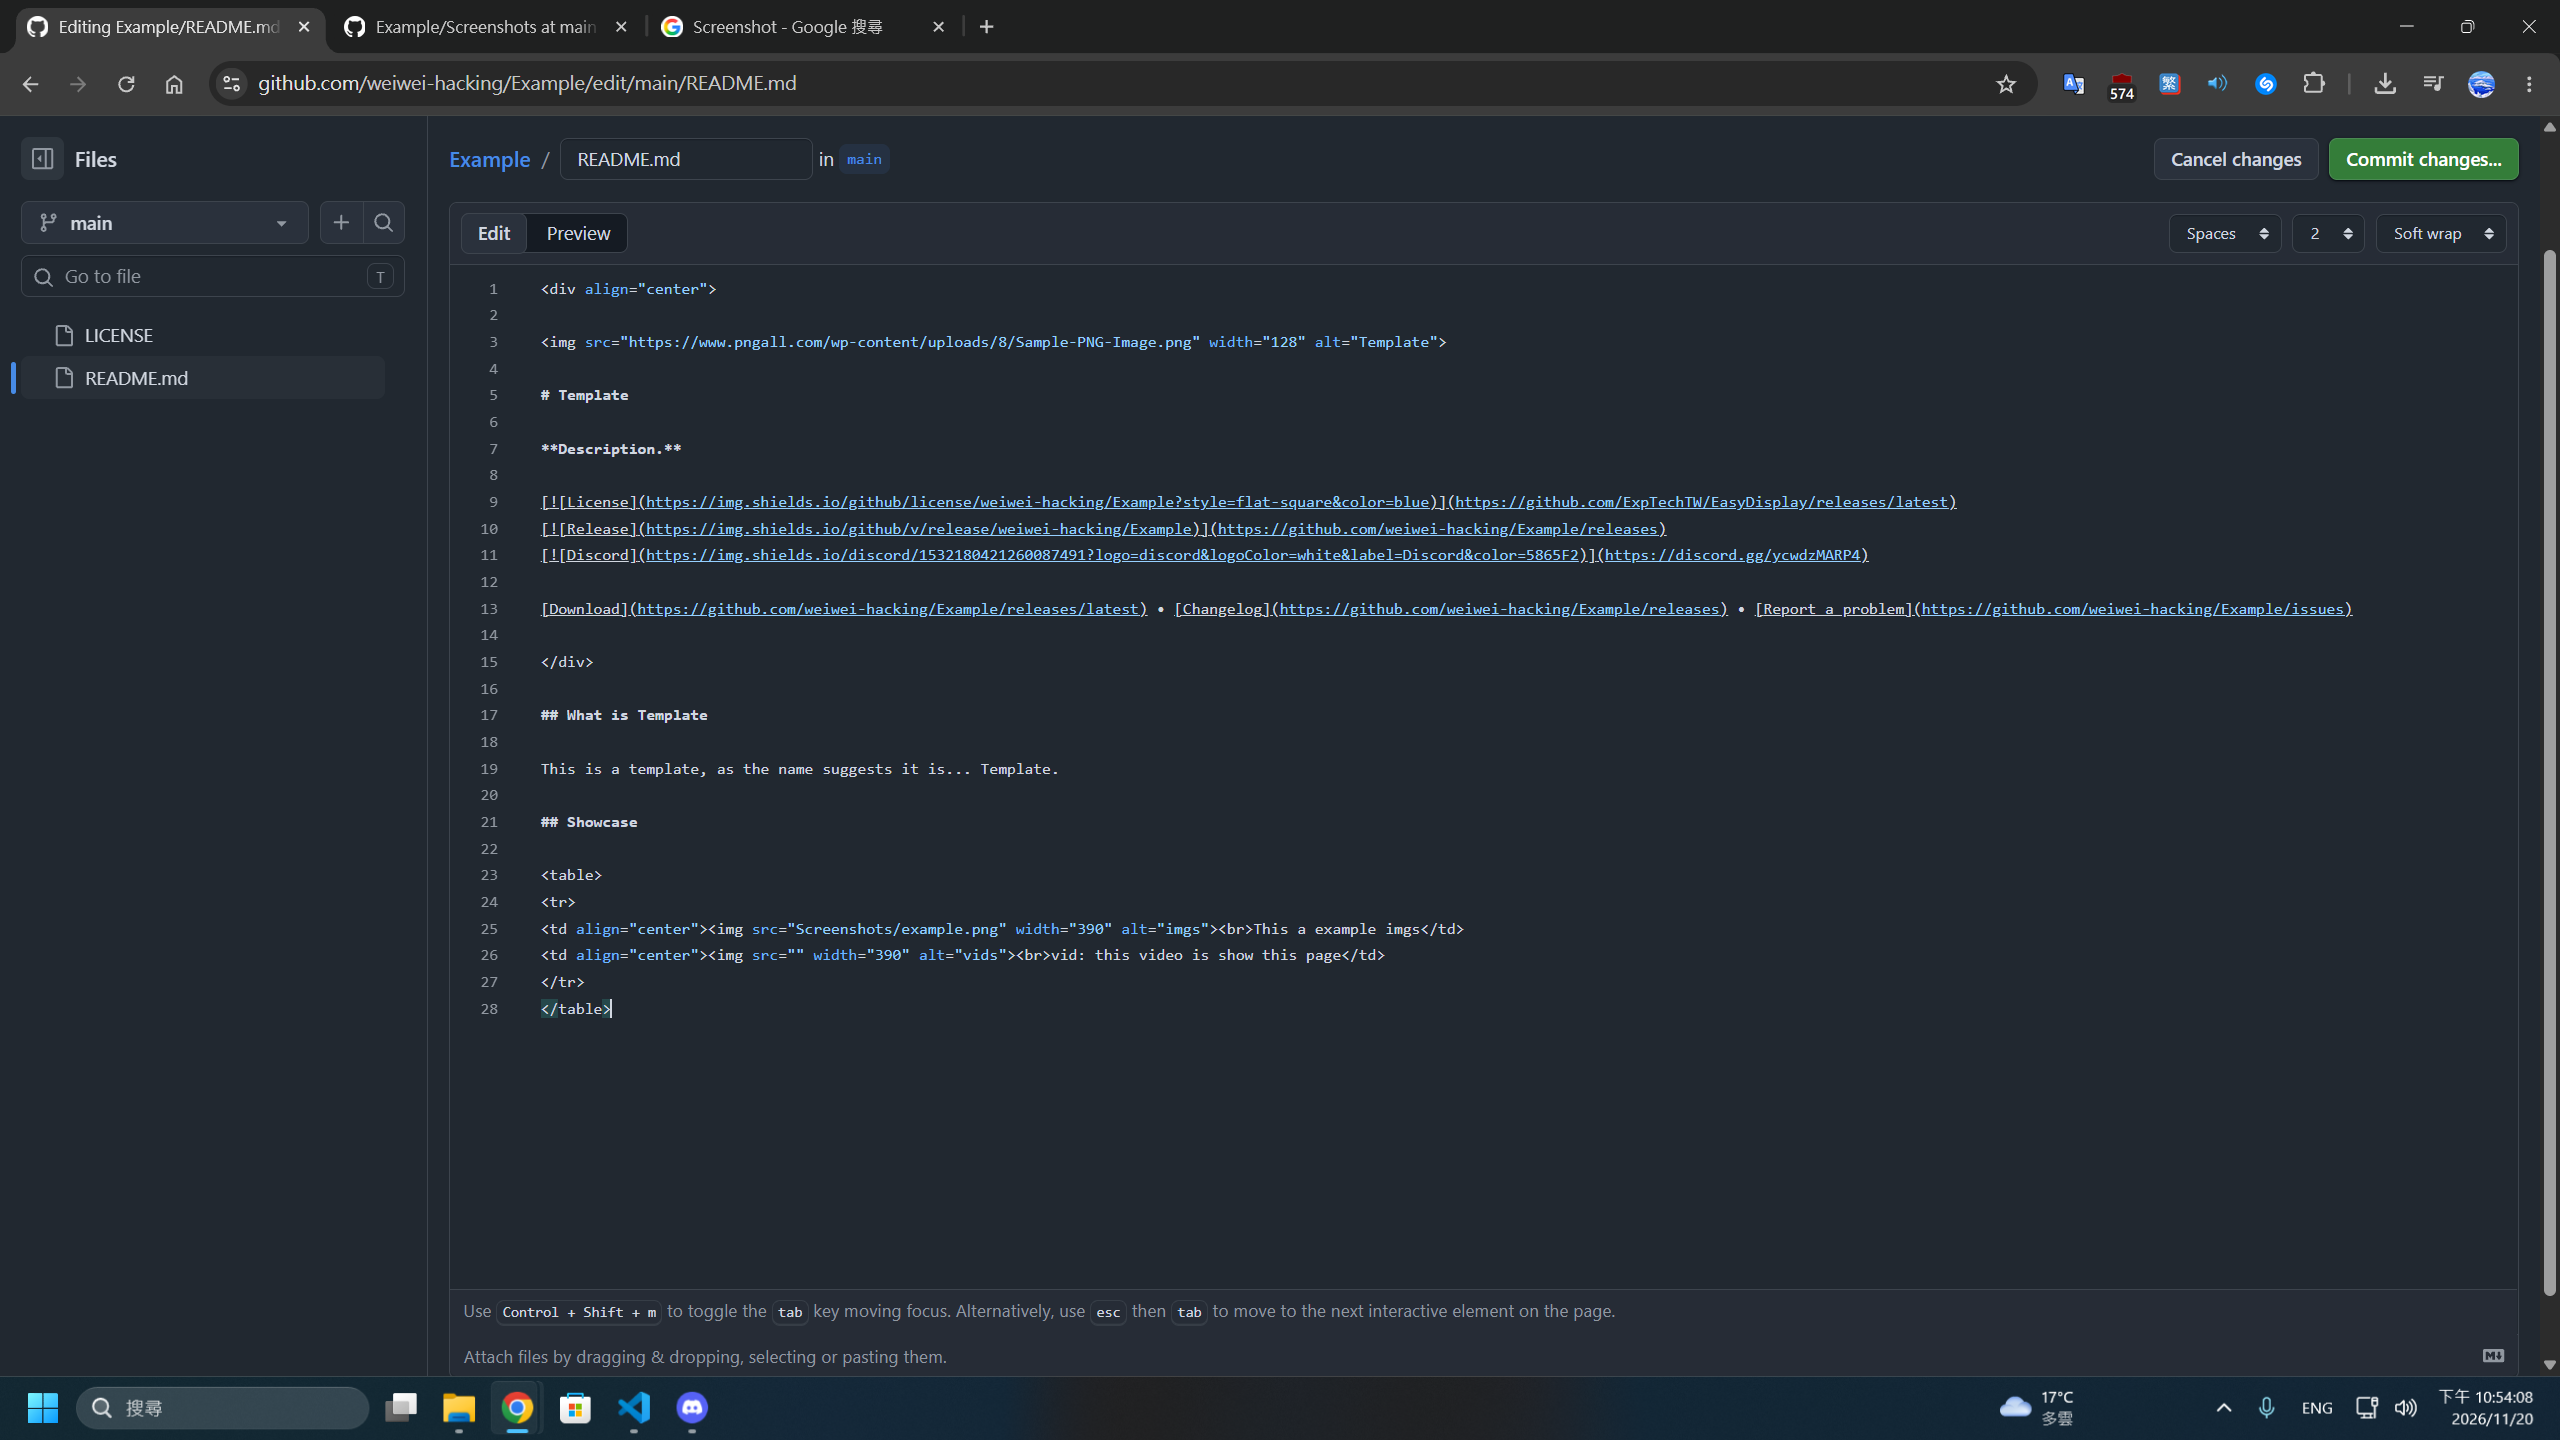 Editing Example/README.md
Example/Screenshots at main
Screenshot - Google 搜尋
github.com/weiwei-hacking/Example/edit/main/README.md
574
繁
Files
Example / README.md in main
Cancel changes
Commit changes...
main
Go to file
T
LICENSE
README.md
Edit
Preview
Spaces
2
Soft wrap
1 <div align="center">
2
3 <img src="https://www.pngall.com/wp-content/uploads/8/Sample-PNG-Image.png" width="128" alt="Template">
4
5 # Template
6
7 **Description.**
8
9 [![License](https://img.shields.io/github/license/weiwei-hacking/Example?style=flat-square&color=blue)](https://github.com/ExpTechTW/EasyDisplay/releases/latest)
10 [![Release](https://img.shields.io/github/v/release/weiwei-hacking/Example)](https://github.com/weiwei-hacking/Example/releases)
11 [![Discord](https://img.shields.io/discord/1532180421260087491?logo=discord&logoColor=white&label=Discord&color=5865F2)](https://discord.gg/ycwdzMARP4)
12
13 [Download](https://github.com/weiwei-hacking/Example/releases/latest) • [Changelog](https://github.com/weiwei-hacking/Example/releases) • [Report a problem](https://github.com/weiwei-hacking/Example/issues)
14
15 </div>
16
17 ## What is Template
18
19 This is a template, as the name suggests it is... Template.
20
21 ## Showcase
22
23 <table>
24 <tr>
25 <td align="center"><img src="Screenshots/example.png" width="390" alt="imgs"><br>This a example imgs</td>
26 <td align="center"><img src="" width="390" alt="vids"><br>vid: this video is show this page</td>
27 </tr>
28 </table>
Use Control + Shift + m to toggle the tab key moving focus. Alternatively, use esc then tab to move to the next interactive element on the page.
Attach files by dragging & dropping, selecting or pasting them.
搜尋
17°C
多雲
ENG
下午 10:54:08
2026/11/20